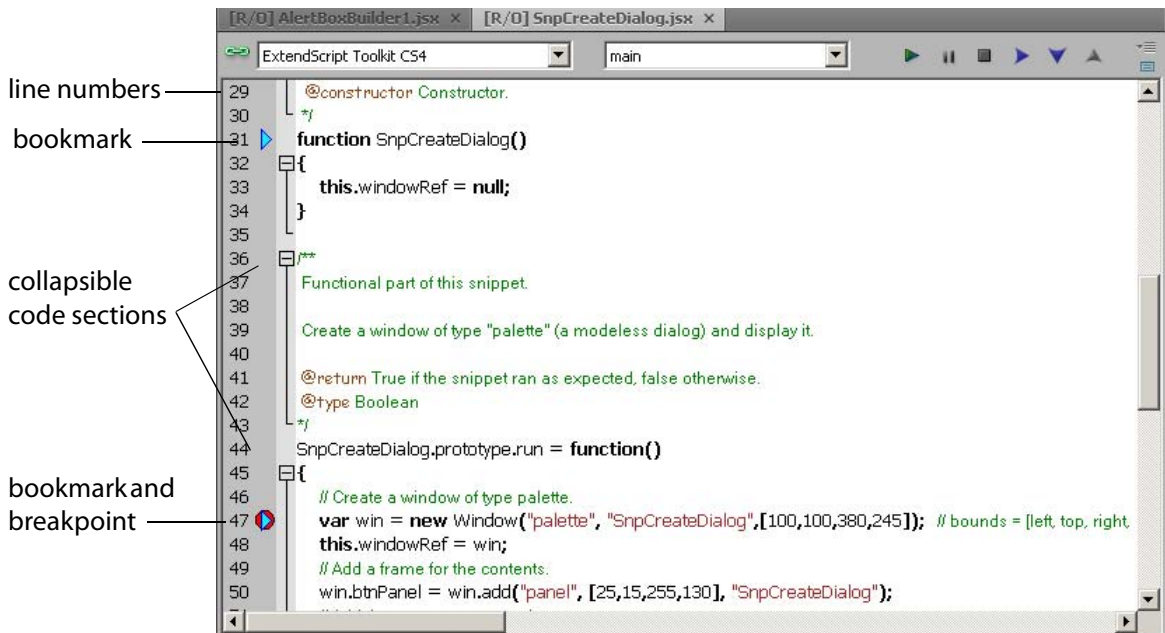 [R/O] AlertBoxBuilder1.jsx × [R/O] SnpCreateDialog.jsx ×
ExtendScript Toolkit CS4 main
line numbers
bookmark
collapsible
code sections
bookmark and
breakpoint
29 @constructor Constructor.
30 */
31 function SnpCreateDialog()
32 {
33 this.windowRef = null;
34 }
35
36 /**
37 Functional part of this snippet.
38
39 Create a window of type "palette" (a modeless dialog) and display it.
40
41 @return True if the snippet ran as expected, false otherwise.
42 @type Boolean
43 */
44 SnpCreateDialog.prototype.run = function()
45 {
46 // Create a window of type palette.
47 var win = new Window("palette", "SnpCreateDialog",[100,100,380,245]); // bounds = [left, top, right,
48 this.windowRef = win;
49 // Add a frame for the contents.
50 win.btnPanel = win.add("panel", [25,15,255,130], "SnpCreateDialog");